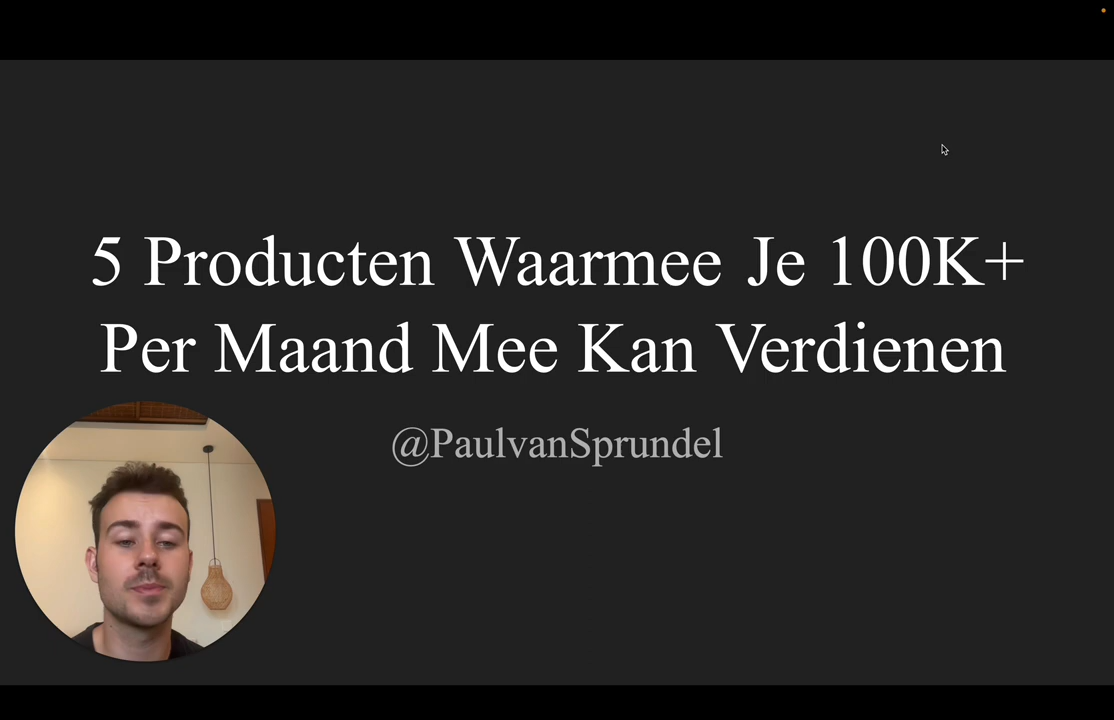 5 Producten Waarmee Je 100K+
Per Maand Mee Kan Verdienen
@PaulvanSprundel